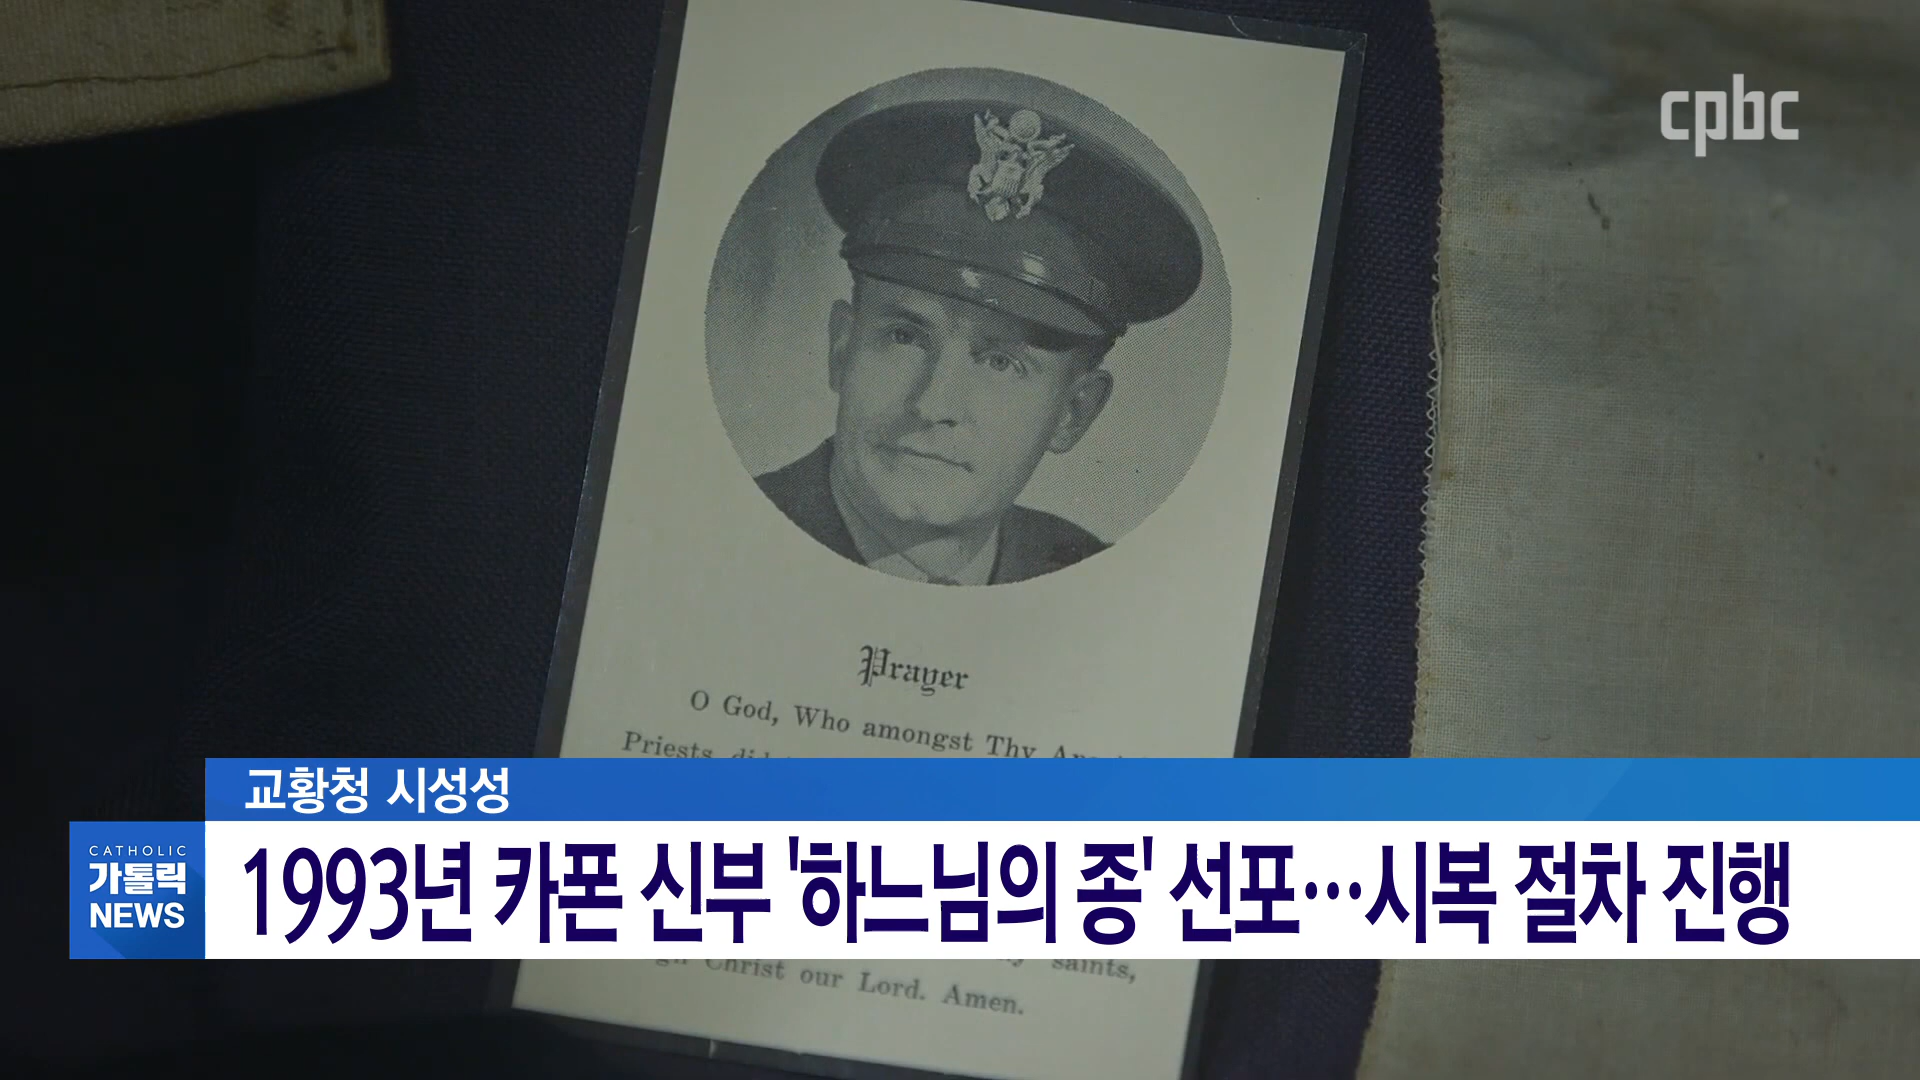 cpbc
Prayer
O God, Who amongst Thy
Priests
교황청 시성성
CATHOLIC
가톨릭
NEWS
1993년 카폰 신부 '하느님의 종' 선포…시복 절차 진행
saints,
Christ our Lord. Amen.